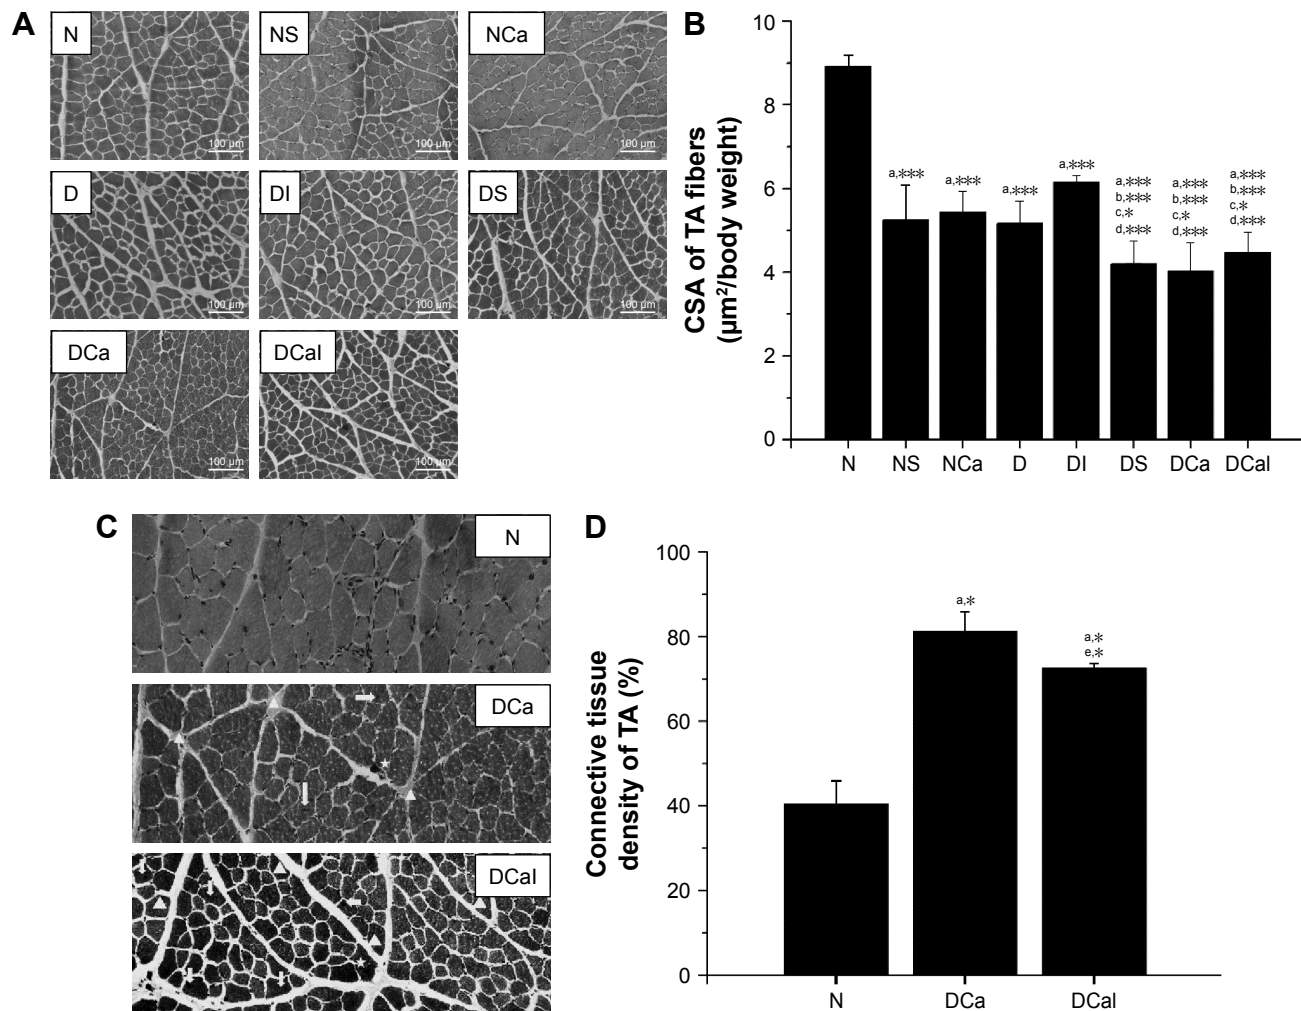 A
N
NS
NCa
100 µm
100 µm
100 µm
D
DI
DS
100 µm
100 µm
100 µm
DCa
DCaI
100 µm
100 µm
B
CSA of TA fibers
(µm²/body weight)
10
8
6
4
2
0
a,***
a,***
a,***
a,***
a,***
b,***
c,*
d,***
a,***
b,***
c,*
d,***
a,***
b,***
c,*
d,***
N NS NCa D DI DS DCa DCaI
C
N
DCa
DCaI
D
Connective tissue
density of TA (%)
100
80
60
40
20
0
a,*
a,*
e,*
N DCa DCaI